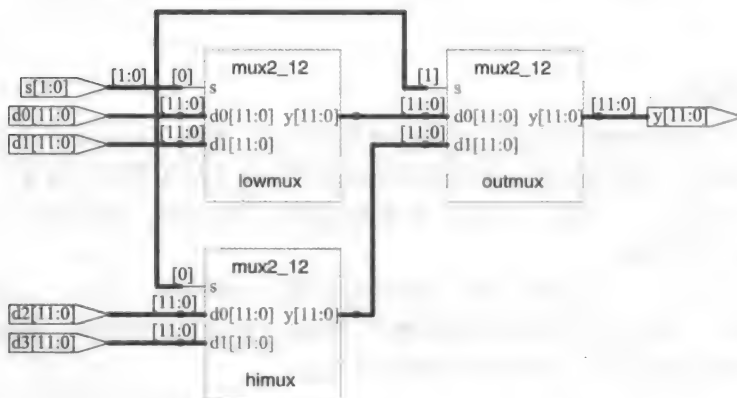 [1:0] [0] mux2_12 [1] mux2_12
s[1:0] s s
d0[11:0] [11:0] d0[11:0] y[11:0] [11:0] d0[11:0] y[11:0] [11:0] y[11:0]
d1[11:0] [11:0] d1[11:0] [11:0] d1[11:0]
lowmux outmux
[0] mux2_12
s
d2[11:0] [11:0] d0[11:0] y[11:0]
d3[11:0] [11:0] d1[11:0]
himux